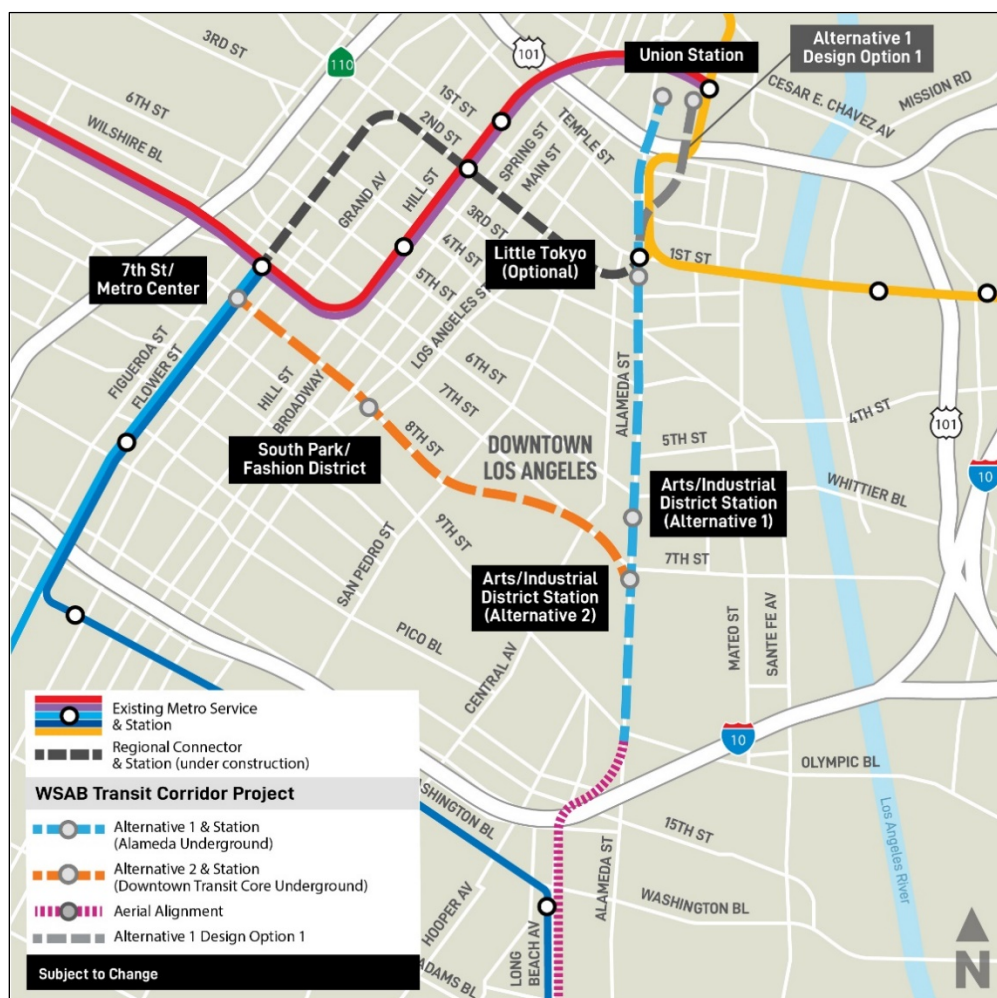 3RD ST
110
101
Union Station
Alternative 1
Design Option 1
CESAR E. CHAVEZ AV
MISSION RD
6TH ST
WILSHIRE BL
1ST ST
2ND ST
SPRING ST
MAIN ST
TEMPLE ST
GRAND AV
HILL ST
3RD ST
4TH ST
5TH ST
LOS ANGELES ST
Little Tokyo
(Optional)
1ST ST
7th St/
Metro Center
FIGUEROA ST
FLOWER ST
HILL ST
BROADWAY
6TH ST
7TH ST
8TH ST
ALAMEDA ST
4TH ST
101
10
South Park/
Fashion District
DOWNTOWN
LOS ANGELES
5TH ST
WHITTIER BL
Arts/Industrial
District Station
(Alternative 1)
9TH ST
SAN PEDRO ST
7TH ST
Arts/Industrial
District Station
(Alternative 2)
PICO BL
CENTRAL AV
MATEO ST
SANTE FE AV
10
OLYMPIC BL
Los Angeles River
15TH ST
WASHINGTON BL
ASHINGTON BL
ALAMEDA ST
HOOPER AV
LONG
BEACH AV
ADAMS BL
Existing Metro Service
& Station
Regional Connector
& Station (under construction)
WSAB Transit Corridor Project
Alternative 1 & Station
(Alameda Underground)
Alternative 2 & Station
(Downtown Transit Core Underground)
Aerial Alignment
Alternative 1 Design Option 1
Subject to Change
N